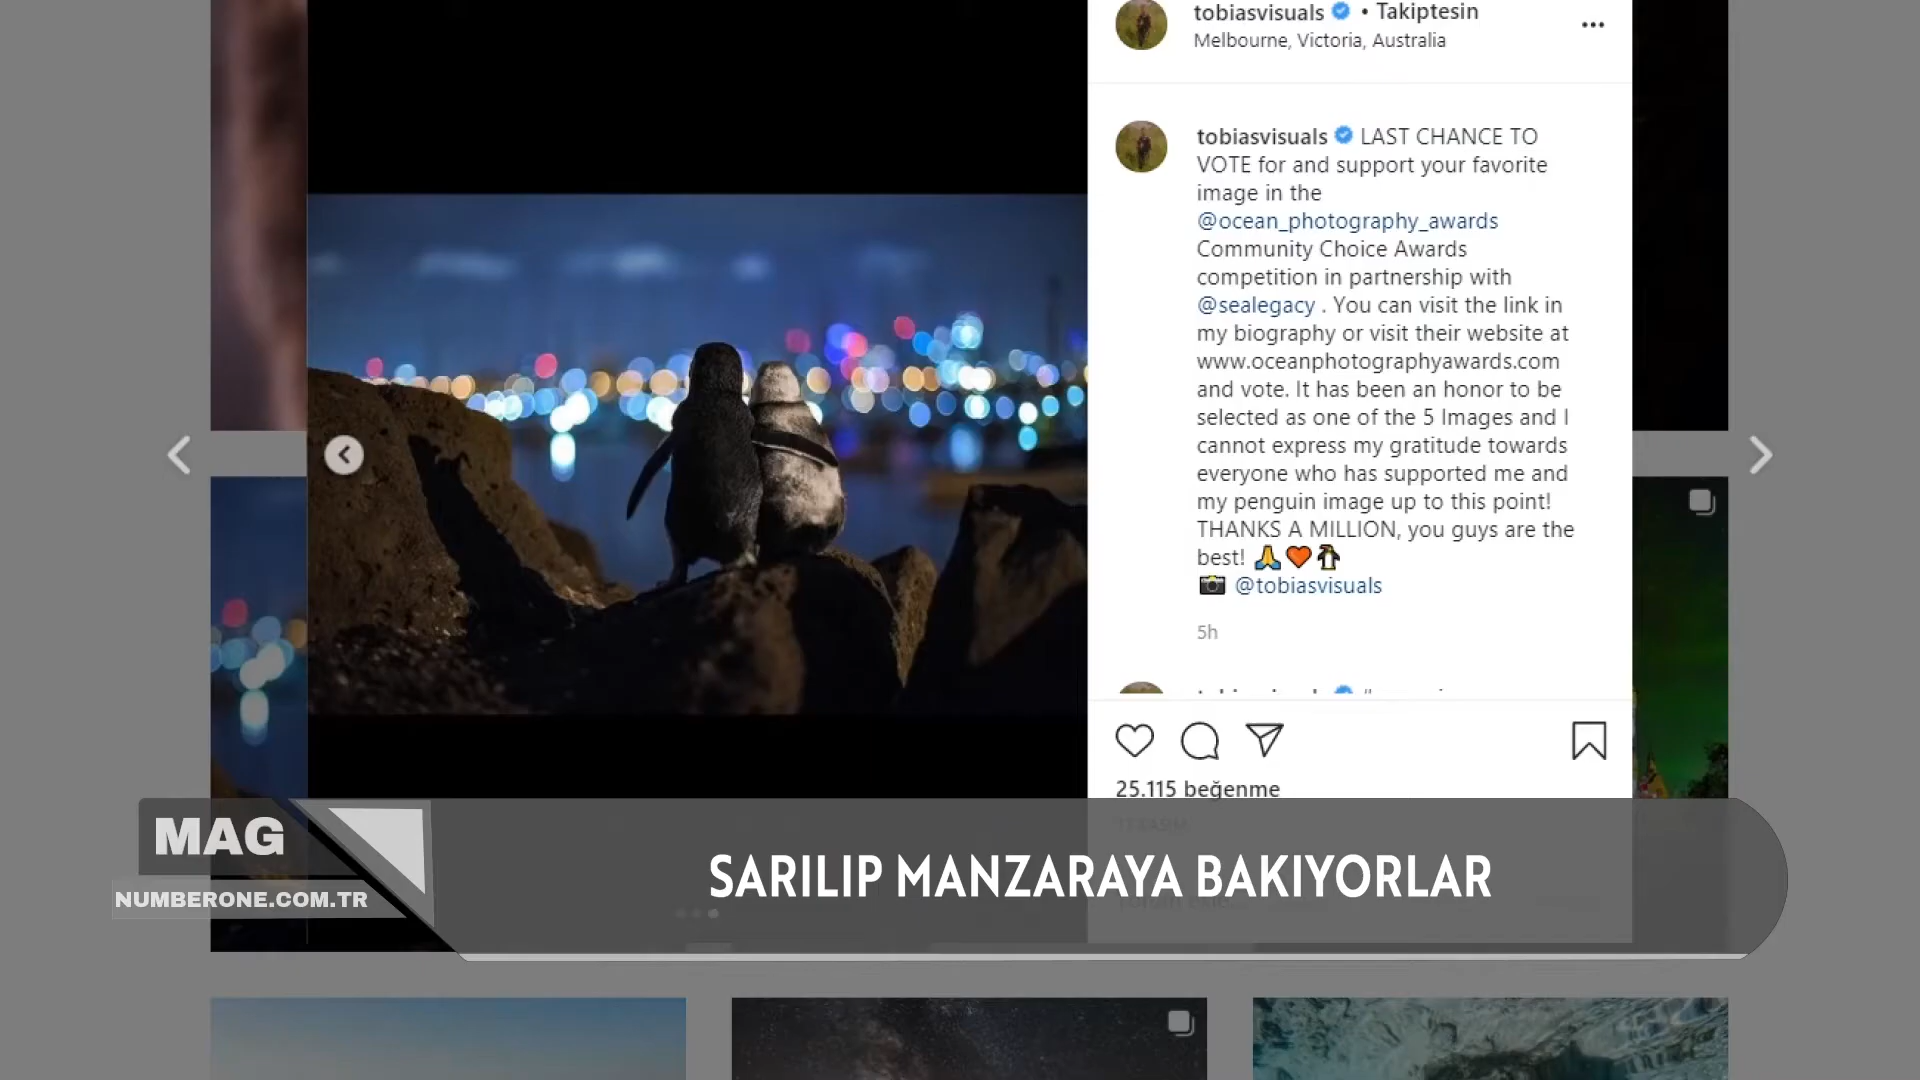 tobiasvisuals • Takiptesin
Melbourne, Victoria, Australia
tobiasvisuals LAST CHANCE TO
VOTE for and support your favorite
image in the
@ocean_photography_awards
Community Choice Awards
competition in partnership with
@sealegacy . You can visit the link in
my biography or visit their website at
www.oceanphotographyawards.com
and vote. It has been an honor to be
selected as one of the 5 Images and I
cannot express my gratitude towards
everyone who has supported me and
my penguin image up to this point!
THANKS A MILLION, you guys are the
best! 🙏🧡🐧
📷 @tobiasvisuals
5h
25.115 beğenme
MAG
NUMBERONE.COM.TR
SARILIP MANZARAYA BAKIYORLAR